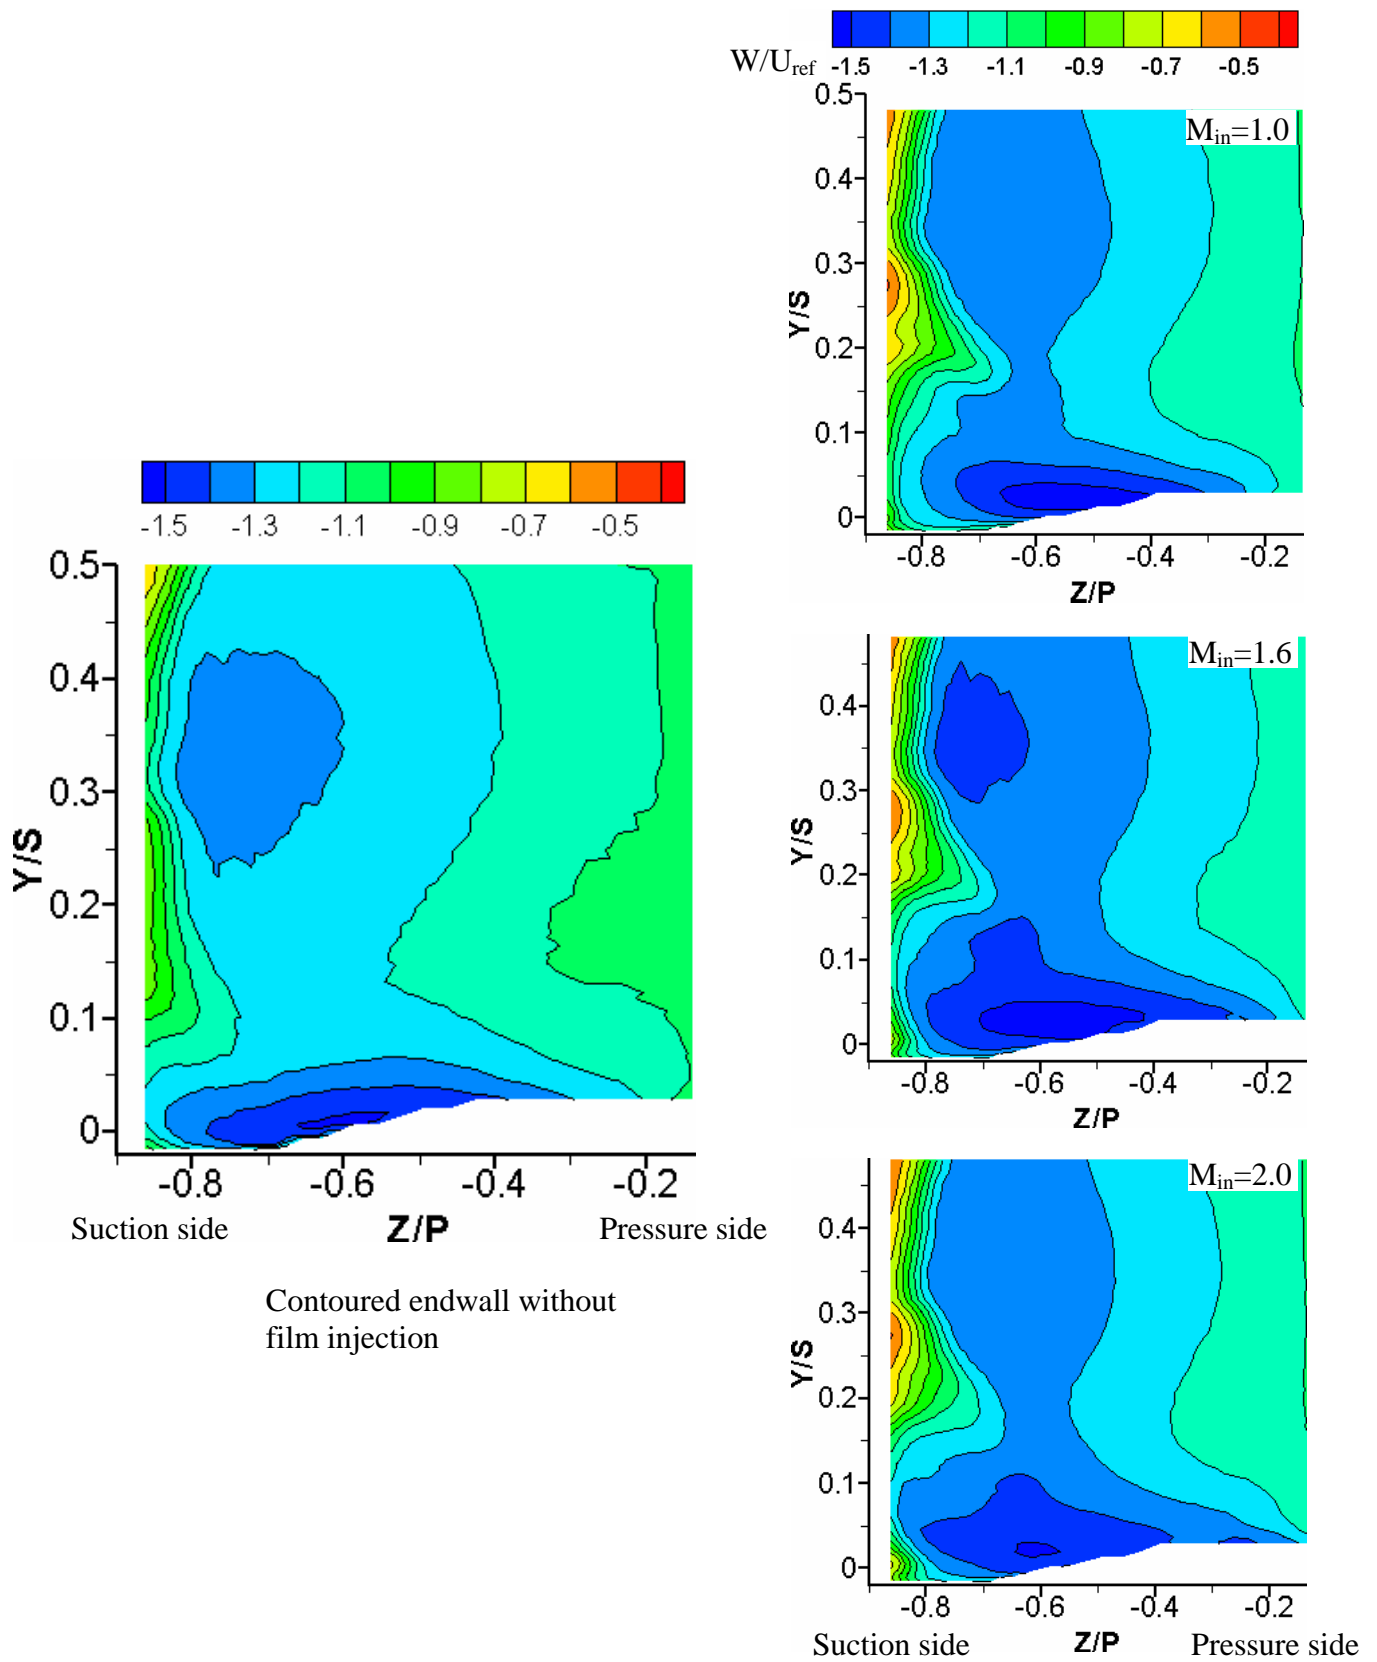 W/Uref -1.5 -1.3 -1.1 -0.9 -0.7 -0.5
0.5
Min=1.0
0.4
0.3
Y/S
0.2
0.1
0
-0.8 -0.6 -0.4 -0.2
Z/P
-1.5 -1.3 -1.1 -0.9 -0.7 -0.5
0.5
0.4
0.3
Y/S
0.2
0.1
0
-0.8 -0.6 -0.4 -0.2
Suction side Z/P Pressure side
Contoured endwall without
film injection
Min=1.6
0.4
0.3
Y/S
0.2
0.1
0
-0.8 -0.6 -0.4 -0.2
Z/P
Min=2.0
0.4
0.3
Y/S
0.2
0.1
0
-0.8 -0.6 -0.4 -0.2
Suction side Z/P Pressure side